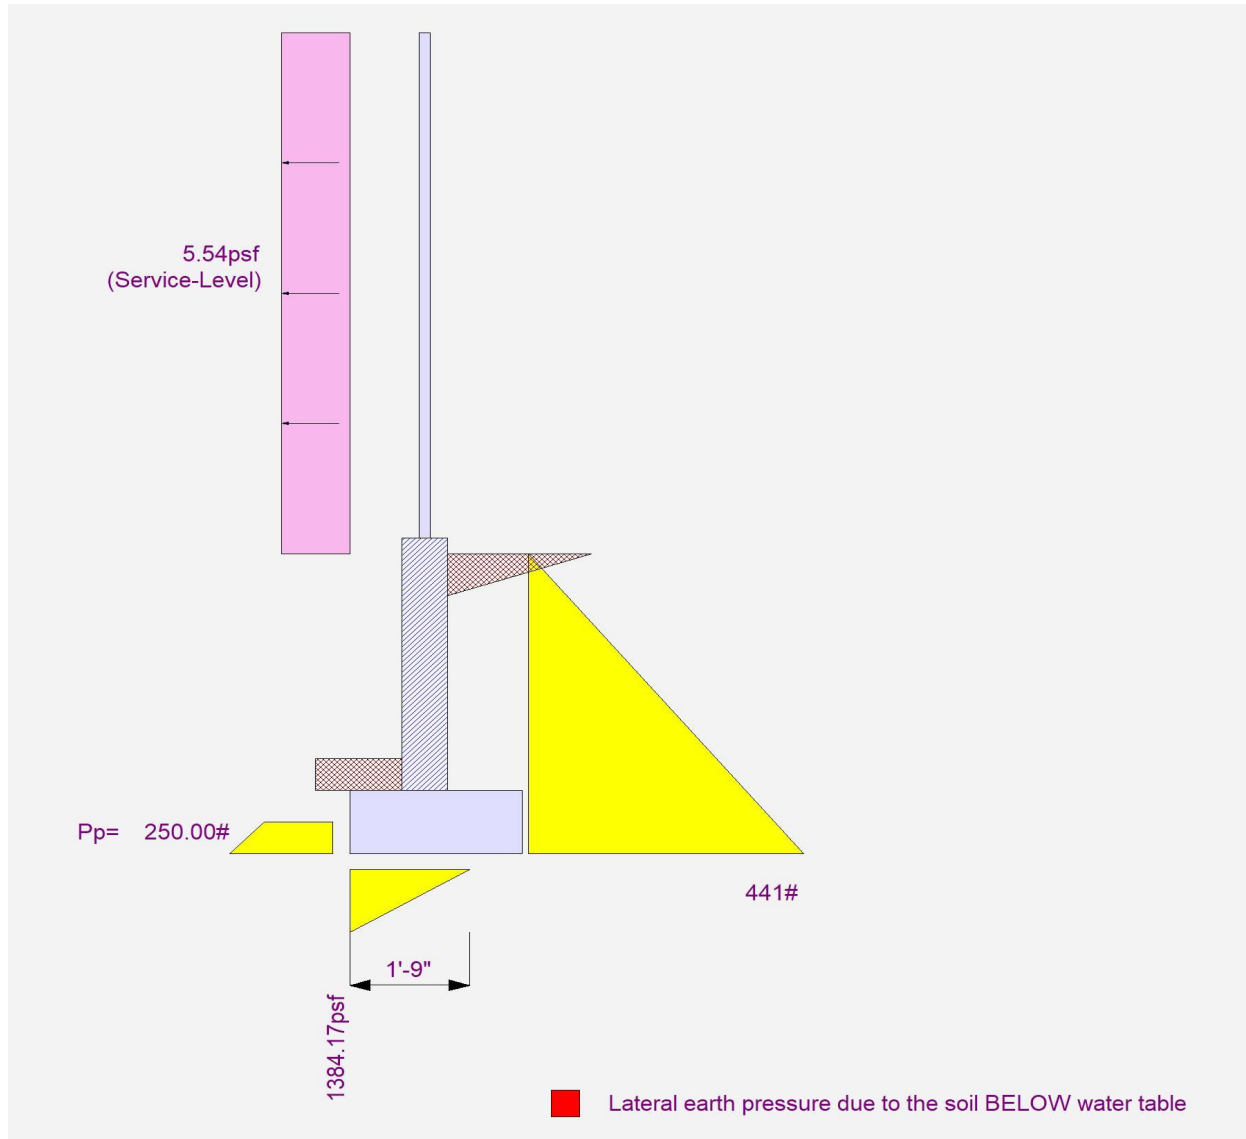 5.54psf
(Service-Level)
Pp= 250.00#
441#
1'-9"
1384.17psf
Lateral earth pressure due to the soil BELOW water table